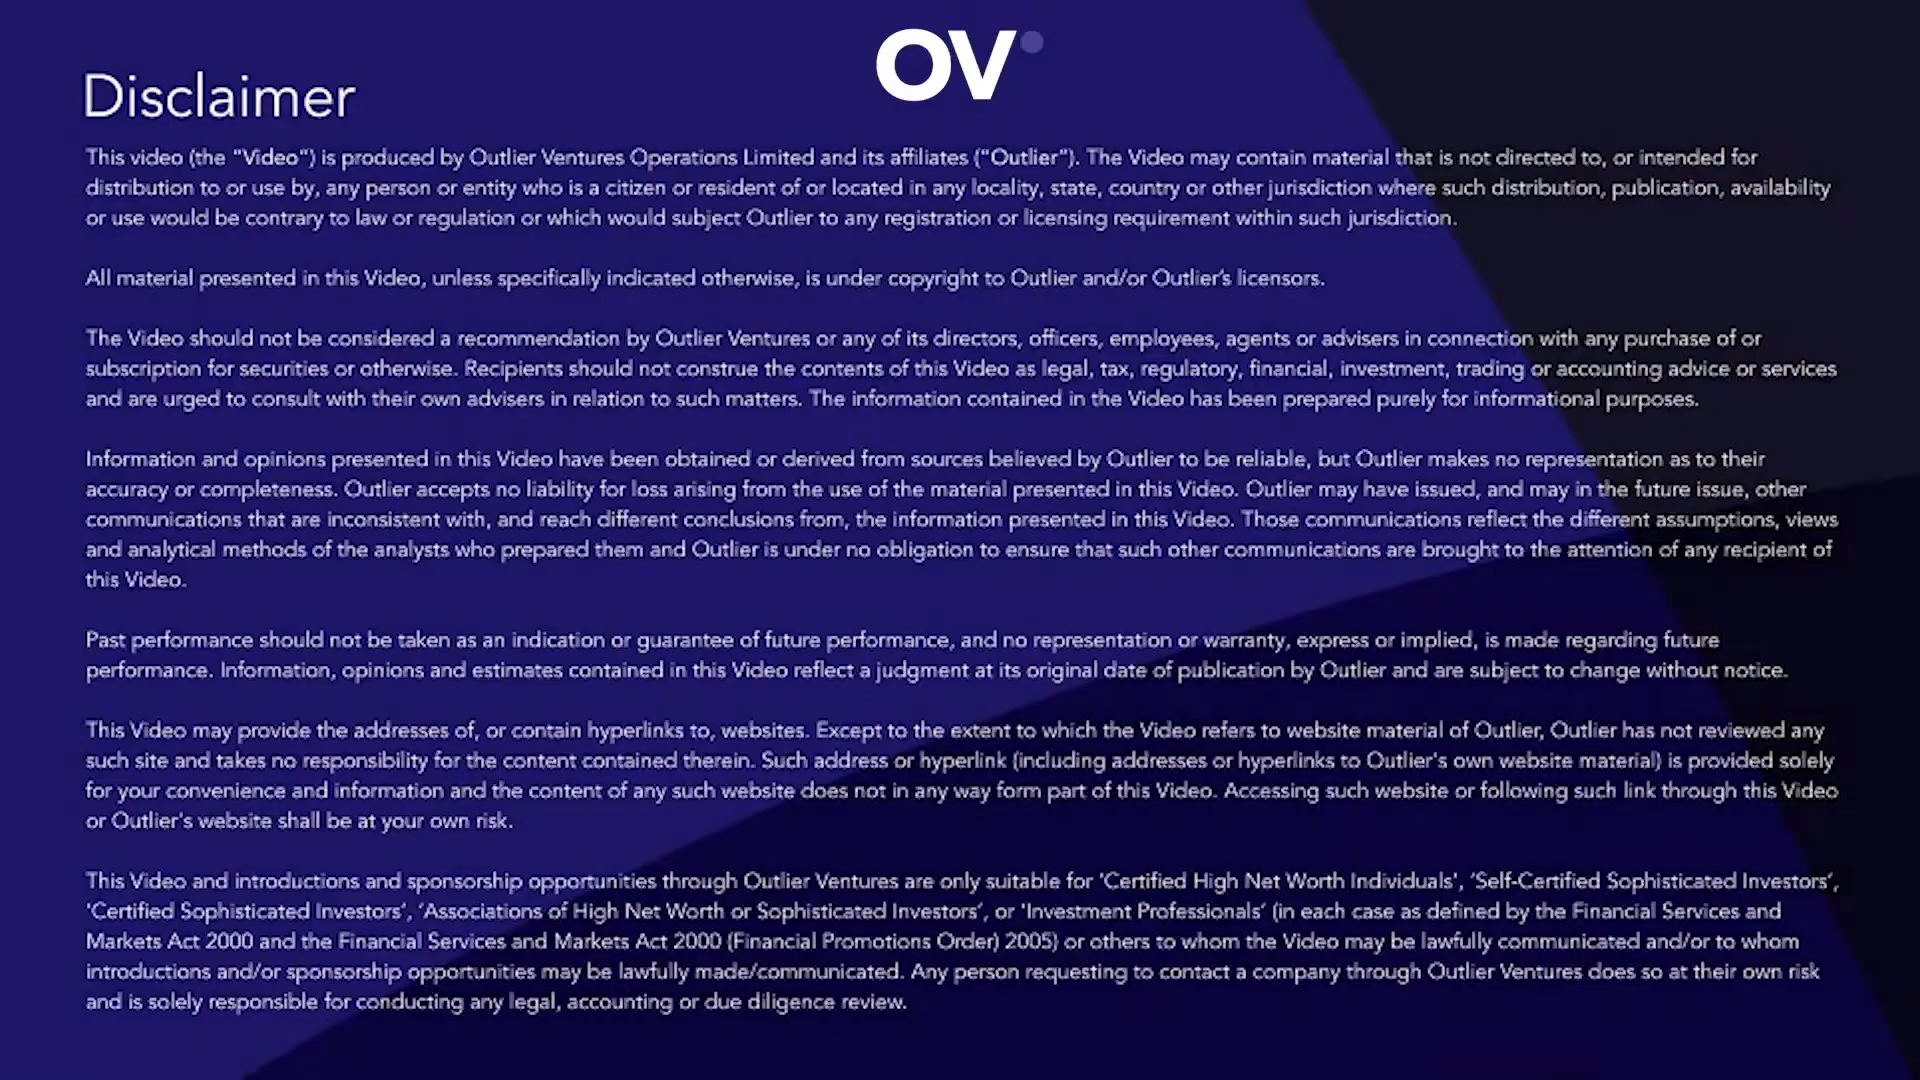 OV
Disclaimer
This video (the “Video”) is produced by Outlier Ventures Operations Limited and its affiliates (“Outlier”). The Video may contain material that is not directed to, or intended for
distribution to or use by, any person or entity who is a citizen or resident of or located in any locality, state, country or other jurisdiction where such distribution, publication, availability
or use would be contrary to law or regulation or which would subject Outlier to any registration or licensing requirement within such jurisdiction.
All material presented in this Video, unless specifically indicated otherwise, is under copyright to Outlier and/or Outlier’s licensors.
The Video should not be considered a recommendation by Outlier Ventures or any of its directors, officers, employees, agents or advisers in connection with any purchase of or
subscription for securities or otherwise. Recipients should not construe the contents of this Video as legal, tax, regulatory, financial, investment, trading or accounting advice or services
and are urged to consult with their own advisers in relation to such matters. The information contained in the Video has been prepared purely for informational purposes.
Information and opinions presented in this Video have been obtained or derived from sources believed by Outlier to be reliable, but Outlier makes no representation as to their
accuracy or completeness. Outlier accepts no liability for loss arising from the use of the material presented in this Video. Outlier may have issued, and may in the future issue, other
communications that are inconsistent with, and reach different conclusions from, the information presented in this Video. Those communications reflect the different assumptions, views
and analytical methods of the analysts who prepared them and Outlier is under no obligation to ensure that such other communications are brought to the attention of any recipient of
this Video.
Past performance should not be taken as an indication or guarantee of future performance, and no representation or warranty, express or implied, is made regarding future
performance. Information, opinions and estimates contained in this Video reflect a judgment at its original date of publication by Outlier and are subject to change without notice.
This Video may provide the addresses of, or contain hyperlinks to, websites. Except to the extent to which the Video refers to website material of Outlier, Outlier has not reviewed any
such site and takes no responsibility for the content contained therein. Such address or hyperlink (including addresses or hyperlinks to Outlier's own website material) is provided solely
for your convenience and information and the content of any such website does not in any way form part of this Video. Accessing such website or following such link through this Video
or Outlier's website shall be at your own risk.
This Video and introductions and sponsorship opportunities through Outlier Ventures are only suitable for 'Certified High Net Worth Individuals', 'Self-Certified Sophisticated Investors',
'Certified Sophisticated Investors', 'Associations of High Net Worth or Sophisticated Investors', or 'Investment Professionals' (in each case as defined by the Financial Services and
Markets Act 2000 and the Financial Services and Markets Act 2000 (Financial Promotions Order) 2005) or others to whom the Video may be lawfully communicated and/or to whom
introductions and/or sponsorship opportunities may be lawfully made/communicated. Any person requesting to contact a company through Outlier Ventures does so at their own risk
and is solely responsible for conducting any legal, accounting or due diligence review.